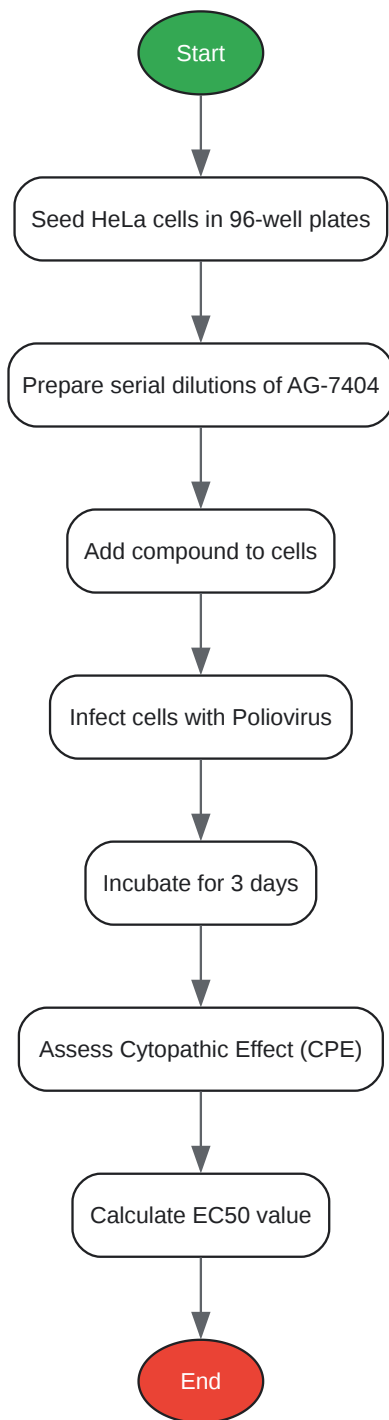 Start
Seed HeLa cells in 96-well plates
Prepare serial dilutions of AG-7404
Add compound to cells
Infect cells with Poliovirus
Incubate for 3 days
Assess Cytopathic Effect (CPE)
Calculate EC50 value
End